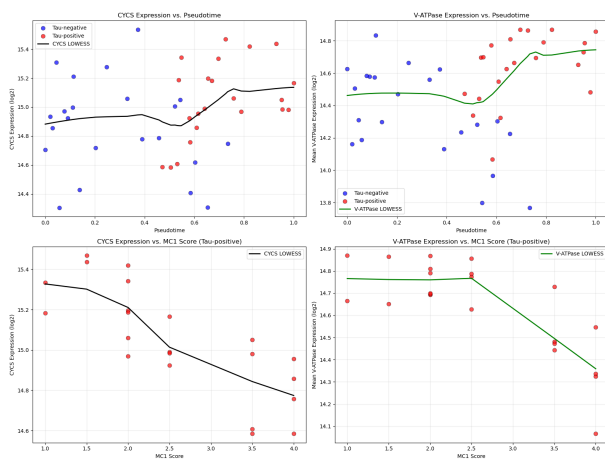 CYCS Expression vs. Pseudotime
Tau-negative
Tau-positive
CYCS LOWESS
CYCS Expression (log2)
15.4
15.2
15.0
14.8
14.6
14.4
0.0 0.2 0.4 0.6 0.8 1.0
Pseudotime
V-ATPase Expression vs. Pseudotime
Mean V-ATPase Expression (log2)
14.8
14.6
14.4
14.2
14.0
13.8
Tau-negative
Tau-positive
V-ATPase LOWESS
0.0 0.2 0.4 0.6 0.8 1.0
Pseudotime
CYCS Expression vs. MC1 Score (Tau-positive)
CYCS LOWESS
CYCS Expression (log2)
15.4
15.2
15.0
14.8
14.6
1.0 1.5 2.0 2.5 3.0 3.5 4.0
MC1 Score
V-ATPase Expression vs. MC1 Score (Tau-positive)
V-ATPase LOWESS
Mean V-ATPase Expression (log2)
14.9
14.8
14.7
14.6
14.5
14.4
14.3
14.2
14.1
1.0 1.5 2.0 2.5 3.0 3.5 4.0
MC1 Score